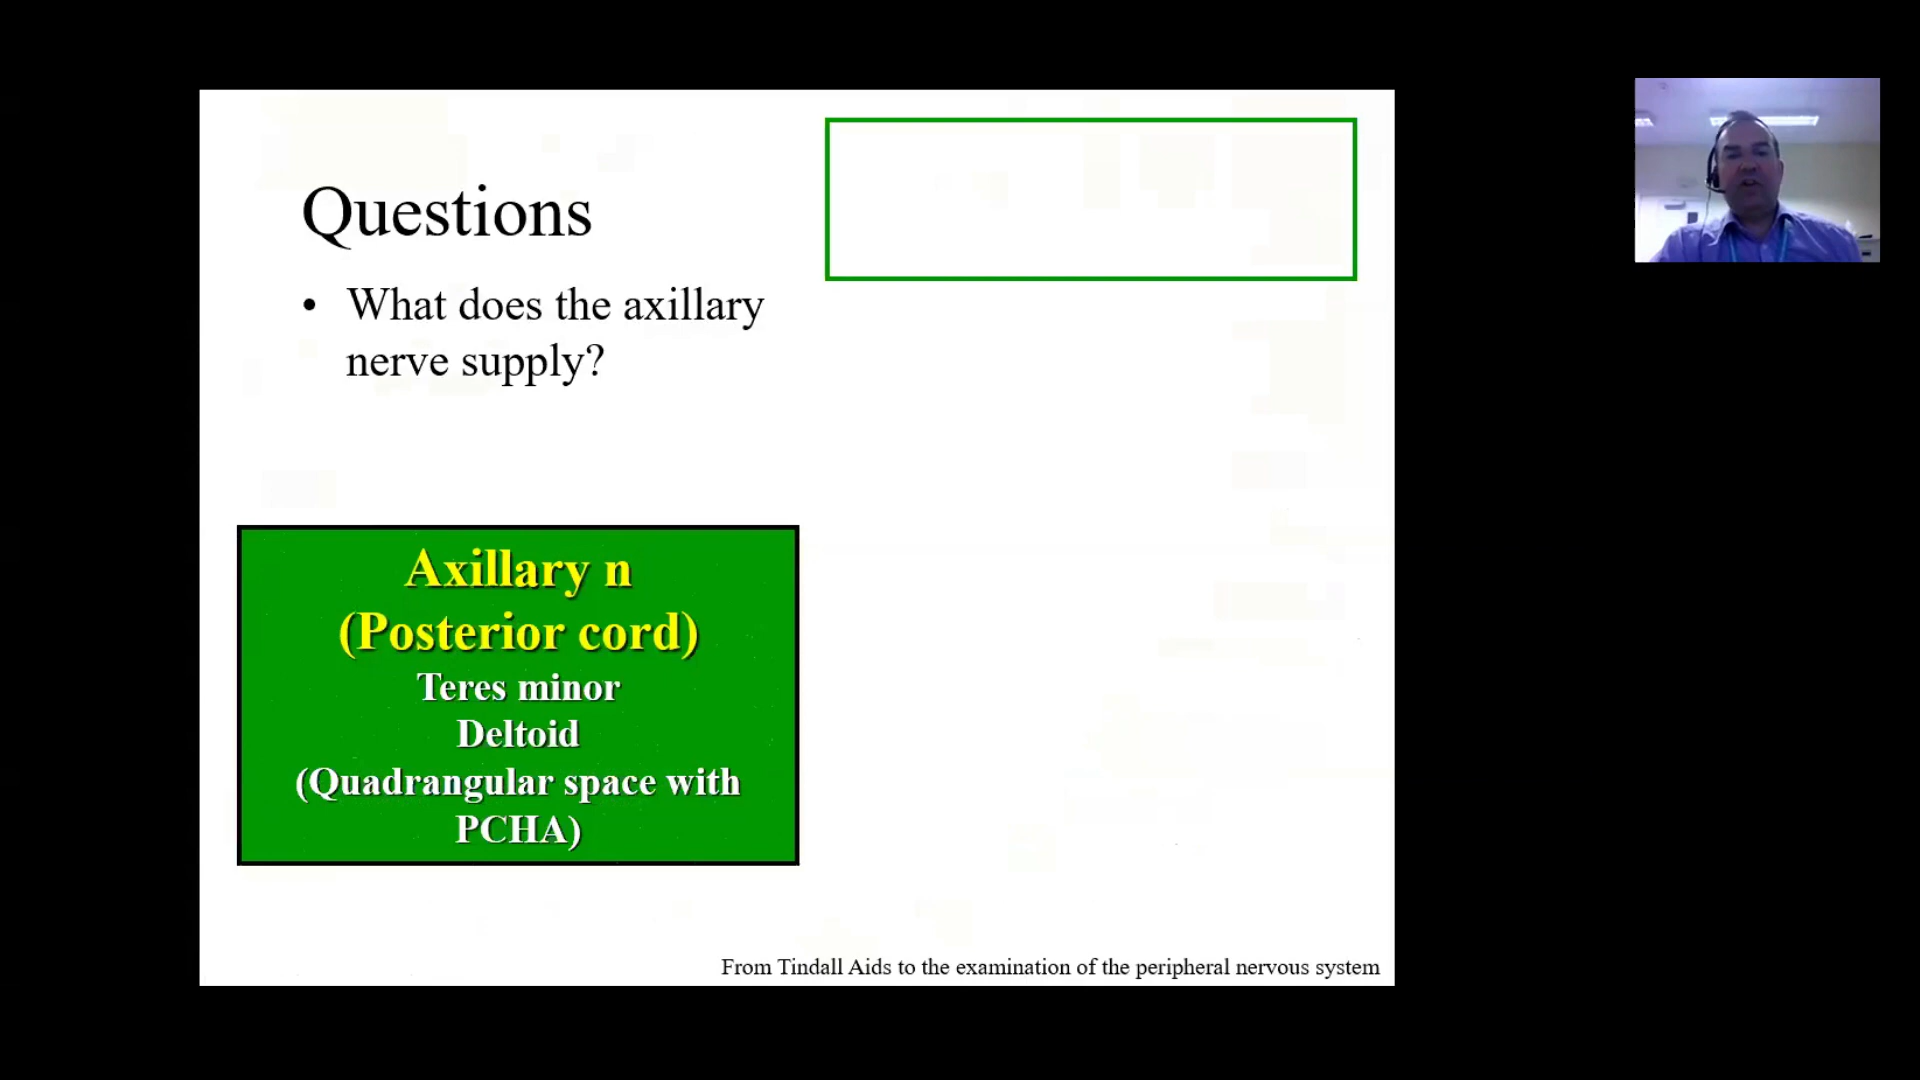 Questions
• What does the axillary
nerve supply?
Axillary n
(Posterior cord)
Teres minor
Deltoid
(Quadrangular space with
PCHA)
From Tindall Aids to the examination of the peripheral nervous system